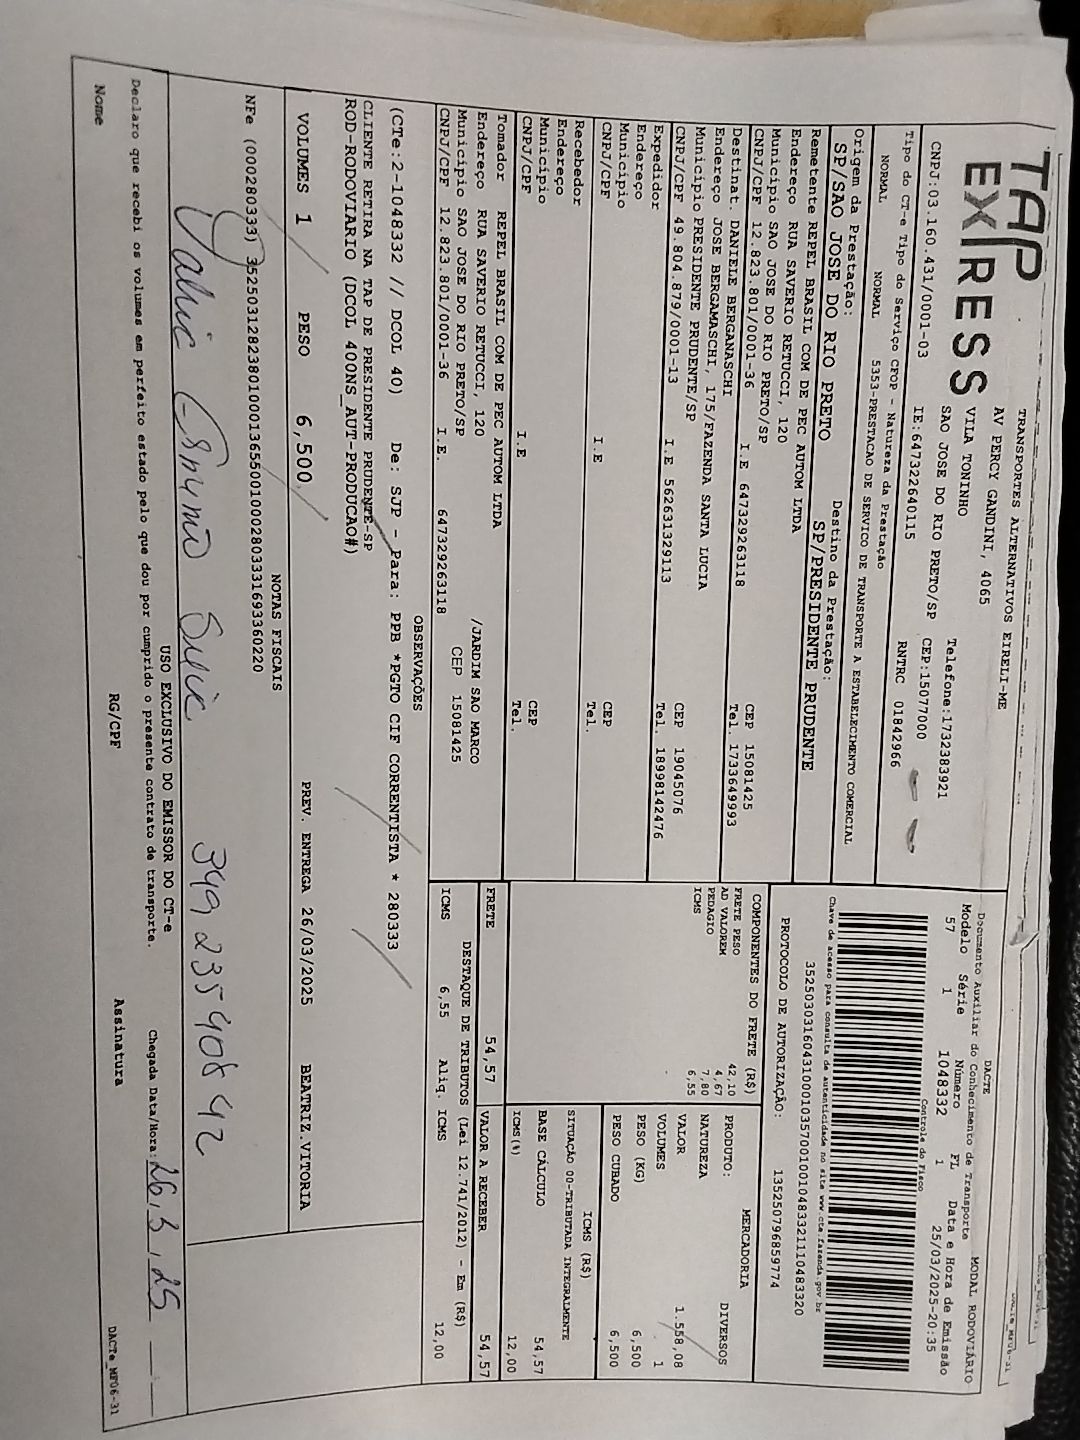 TAP
EXPRESS
TRANSPORTES ALTERNATIVOS EIRELI-ME
AV PERCY GANDINI, 4065
VILA TONINHO
SAO JOSE DO RIO PRETO/SP
Telefone:1732383921
CEP:15077000
CNPJ:03.160.431/0001-03 IE:647322640115 RNTRC 01842966
DACTE
Documento Auxiliar do Conhecimento de Transporte
MODAL RODOVIÁRIO
Modelo Série Número FL Data e Hora de Emissão
57 1 1048332 1 25/03/2025-20:35
Controle do Fisco
Chave de acesso para consulta de autenticidade no site www.cte.fazenda.gov br
PROTOCOLO DE AUTORIZAÇÃO: 135250796859774
Tipo do CT-e Tipo do Serviço CFOP - Natureza da Prestação
NORMAL NORMAL 5353-PRESTACAO DE SERVICO DE TRANSPORTE A ESTABELECIMENTO COMERCIAL
Origem da Prestação: Destino da Prestação:
SP/SAO JOSE DO RIO PRETO SP/PRESIDENTE PRUDENTE
Remetente REPEL BRASIL COM DE PEC AUTOM LTDA
Endereço RUA SAVERIO RETUCCI, 120
Município SAO JOSE DO RIO PRETO/SP CEP 15081425
CNPJ/CPF 12.823.801/0001-36 I.E 647329263118 Tel. 1733649993
Destinat. DANIELE BERGANASCHI
Endereço JOSE BERGAMASCHI, 175/FAZENDA SANTA LUCIA
Município PRESIDENTE PRUDENTE/SP CEP 19045076
CNPJ/CPF 49.804.879/0001-13 I.E 562631329113 Tel. 18998142476
Expedidor
Endereço
Município CEP
CNPJ/CPF I.E Tel.
Recebedor
Endereço
Município CEP
CNPJ/CPF I.E Tel.
Tomador REPEL BRASIL COM DE PEC AUTOM LTDA
Endereço RUA SAVERIO RETUCCI, 120 /JARDIM SAO MARCO
Município SAO JOSE DO RIO PRETO/SP CEP 15081425
CNPJ/CPF 12.823.801/0001-36 I.E. 647329263118
COMPONENTES DO FRETE (R$)
FRETE PESO 42,10
AD VALOREM 4,67
PEDAGIO 7,80
ICMS 6,55
PRODUTO: MERCADORIA
NATUREZA DIVERSOS
VALOR 1.558,08
VOLUMES 1
PESO (KG) 6,500
PESO CUBADO 6,500
ICMS (R$)
SITUAÇÃO 00-TRIBUTADA INTEGRALMENTE
BASE CÁLCULO 54,57
ICMS(%) 12,00
FRETE 54,57 VALOR A RECEBER 54,57
DESTAQUE DE TRIBUTOS (Lei 12.741/2012) - Em (R$)
ICMS 6,55 Aliq. ICMS 12,00
OBSERVAÇÕES
(CTe:2-1048332 // DCOL 40) De: SJP - Para: PPB *PGTO CIF CORRENTISTA * 280333
CLIENTE RETIRA NA TAP DE PRESIDENTE PRUDENTE-SP
ROD-RODOVIARIO (DCOL 400NS_AUT-PRODUCAO#)
VOLUMES 1 PESO 6,500 PREV. ENTREGA 26/03/2025 BEATRIZ.VITORIA
NOTAS FISCAIS
NFe (000280333)
USO EXCLUSIVO DO EMISSOR DO CT-e
Declaro que recebi os volumes em perfeito estado pelo que dou por cumprido o presente contrato de transporte.
Chegada Data/Hora: 26,3,25
Nome RG/CPF Assinatura
DACTe_MF06-31